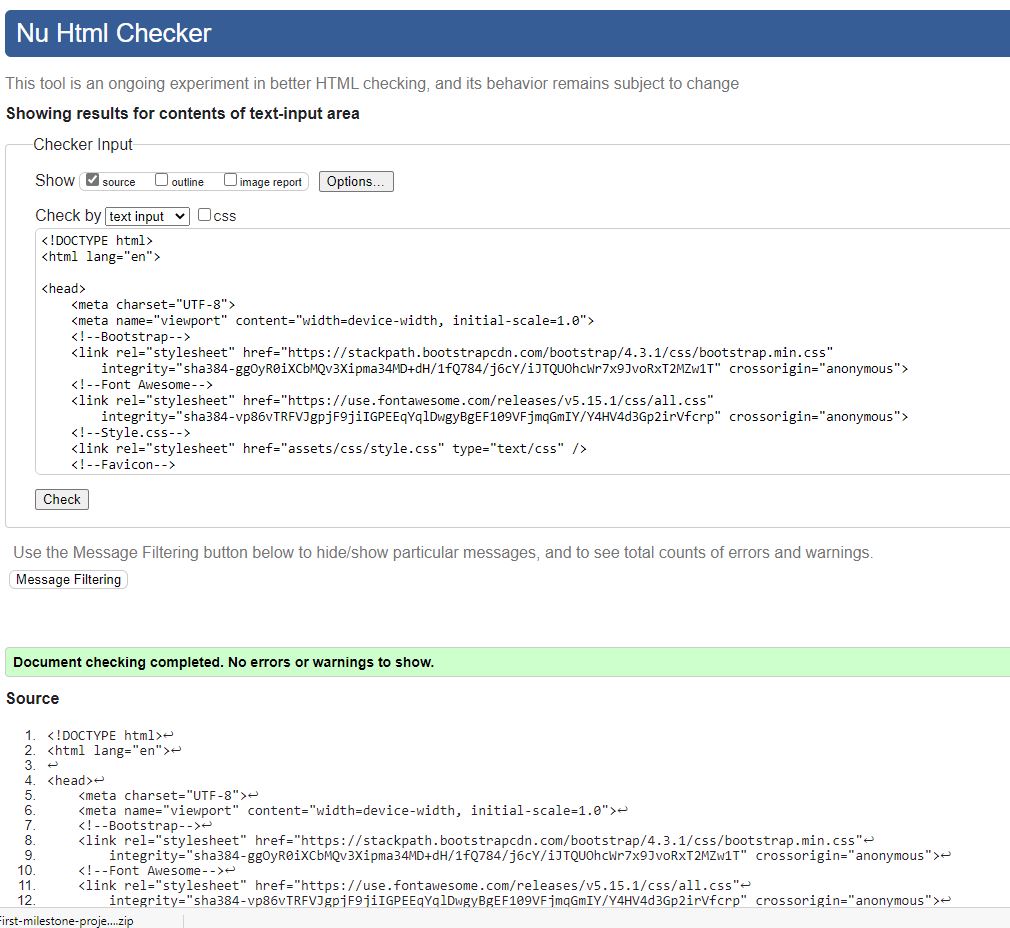 Nu Html Checker
This tool is an ongoing experiment in better HTML checking, and its behavior remains subject to change
Showing results for contents of text-input area
Checker Input
Show source outline image report Options...
Check by text input css
<!DOCTYPE html>
<html lang="en">
<head>
<meta charset="UTF-8">
<meta name="viewport" content="width=device-width, initial-scale=1.0">
<!--Bootstrap-->
<link rel="stylesheet" href="https://stackpath.bootstrapcdn.com/bootstrap/4.3.1/css/bootstrap.min.css"
integrity="sha384-ggOyR0iXCbMQv3Xipma34MD+dH/1fQ784/j6cY/iJTQUOhcWr7x9JvoRxT2MZw1T" crossorigin="anonymous">
<!--Font Awesome-->
<link rel="stylesheet" href="https://use.fontawesome.com/releases/v5.15.1/css/all.css"
integrity="sha384-vp86vTRFVJgpjF9jiIGPEEqYqlDwgyBgEF109VFjmqGmIY/Y4HV4d3Gp2irVfcrp" crossorigin="anonymous">
<!--Style.css-->
<link rel="stylesheet" href="assets/css/style.css" type="text/css" />
<!--Favicon-->
Check
Use the Message Filtering button below to hide/show particular messages, and to see total counts of errors and warnings.
Message Filtering
Document checking completed. No errors or warnings to show.
Source
1. <!DOCTYPE html>↩
2. <html lang="en">↩
3. ↩
4. <head>↩
5. <meta charset="UTF-8">↩
6. <meta name="viewport" content="width=device-width, initial-scale=1.0">↩
7. <!--Bootstrap-->↩
8. <link rel="stylesheet" href="https://stackpath.bootstrapcdn.com/bootstrap/4.3.1/css/bootstrap.min.css"↩
9. integrity="sha384-ggOyR0iXCbMQv3Xipma34MD+dH/1fQ784/j6cY/iJTQUOhcWr7x9JvoRxT2MZw1T" crossorigin="anonymous">↩
10. <!--Font Awesome-->↩
11. <link rel="stylesheet" href="https://use.fontawesome.com/releases/v5.15.1/css/all.css"↩
12. integrity="sha384-vp86vTRFVJgpjF9jiIGPEEqYqlDwgyBgEF109VFjmqGmIY/Y4HV4d3Gp2irVfcrp" crossorigin="anonymous">↩
First-milestone-proje....zip